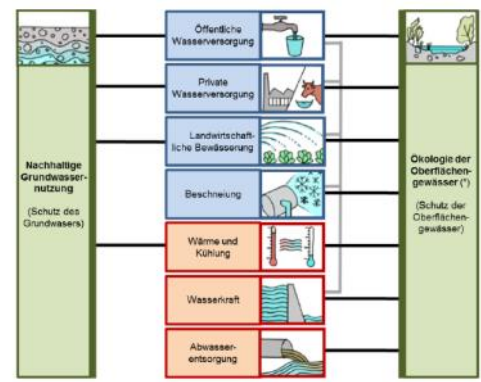 Öffentliche
Wasserversorgung
Private
Wasserversorgung
Landwirtschaft-
liche Bewässerung
Beschneiung
Wärme und
Kühlung
Wasserkraft
Abwasser-
entsorgung
Nachhaltige
Grundwasser-
nutzung
(Schutz des
Grundwasers)
Ökologie der
Oberflächen-
gewässer (*)
(Schutz der
Oberflächen-
gewässer)